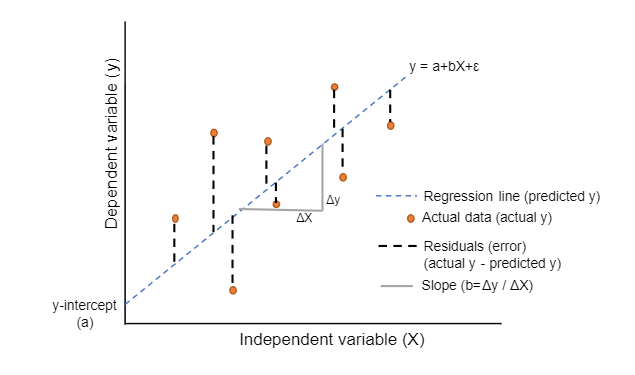 y = a+bX+ε
Dependent variable (y)
Δy
ΔX
Regression line (predicted y)
Actual data (actual y)
Residuals (error)
(actual y - predicted y)
Slope (b=Δy / ΔX)
y-intercept
(a)
Independent variable (X)